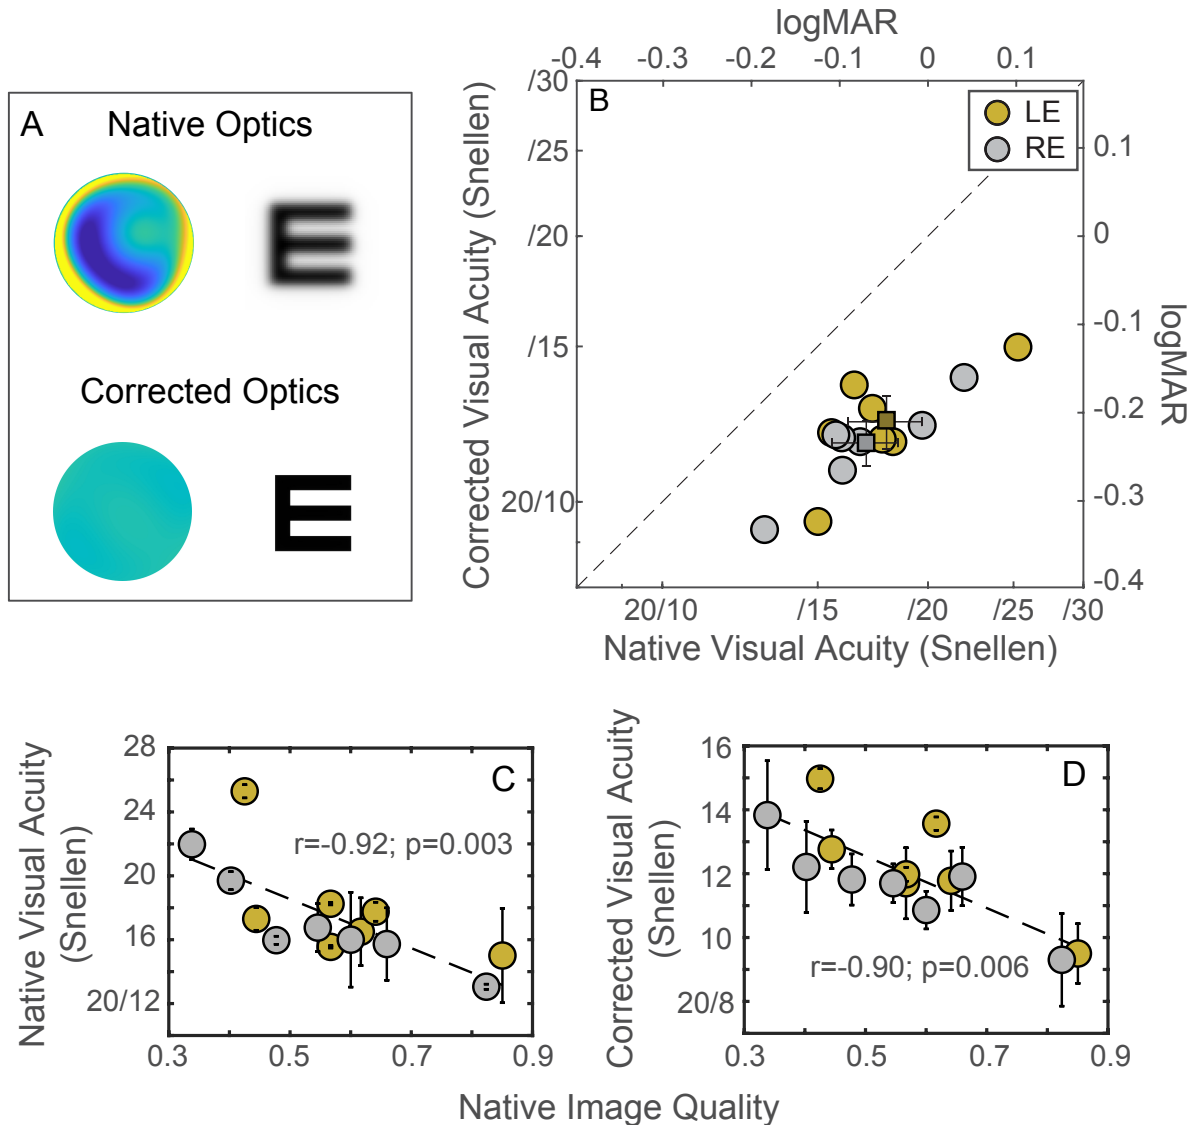 A
Native Optics
E
Corrected Optics
E
logMAR
-0.4 -0.3 -0.2 -0.1 0 0.1
B
LE
RE
/30
/25
/20
/15
20/10
Corrected Visual Acuity (Snellen)
0.1
0
-0.1
-0.2
-0.3
-0.4
logMAR
20/10 /15 /20 /25 /30
Native Visual Acuity (Snellen)
C
28
24
20
16
20/12
Native Visual Acuity
(Snellen)
r=-0.92; p=0.003
0.3 0.5 0.7 0.9
D
16
14
12
10
20/8
Corrected Visual Acuity
(Snellen)
r=-0.90; p=0.006
0.3 0.5 0.7 0.9
Native Image Quality